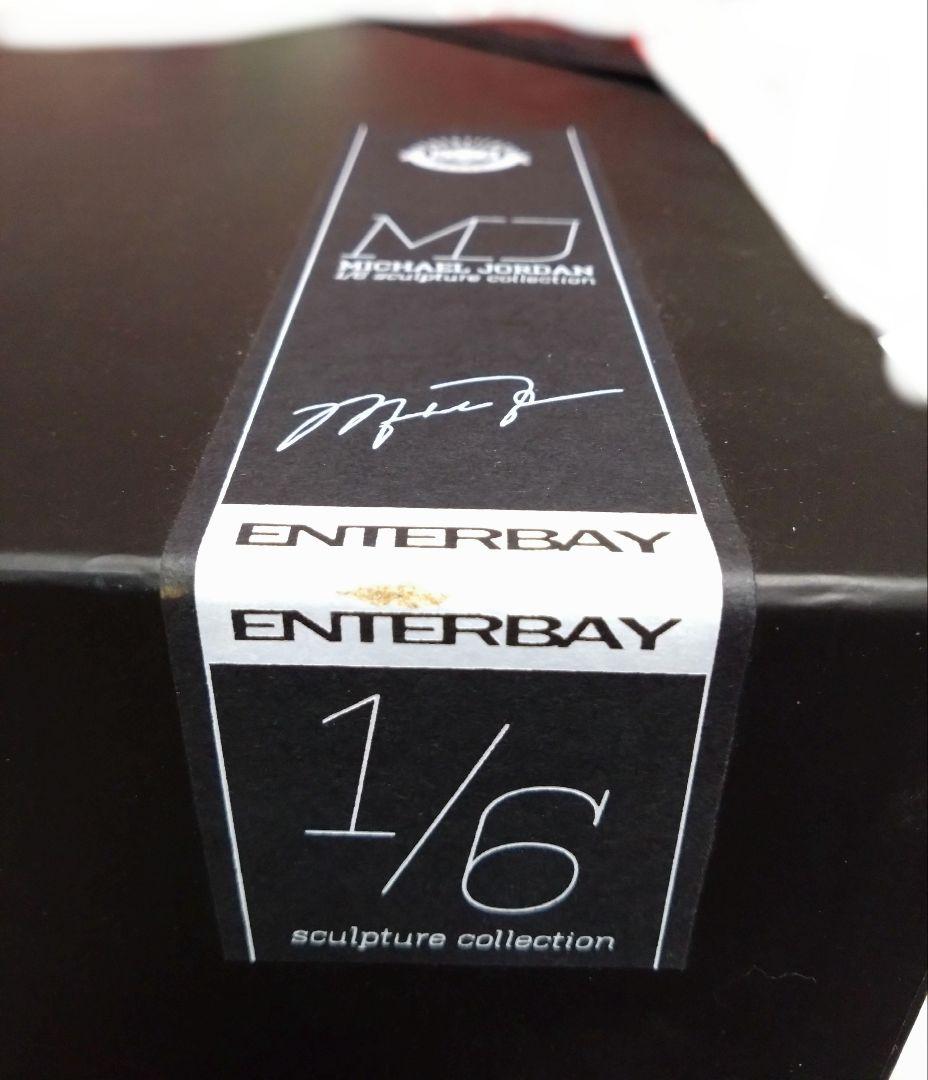 MJ
MICHAEL JORDAN
1/6 sculpture collection
ENTERBAY
ENTERBAY
1/6
sculpture collection